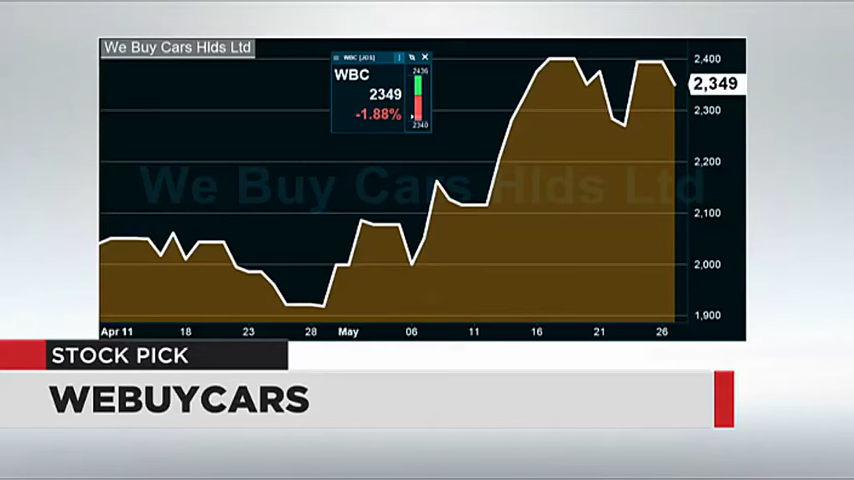 We Buy Cars Hlds Ltd
WBC [JOS]
WBC
2349
-1.88%
2436
2340
We Buy Cars Hlds Ltd
2,400
2,349
2,300
2,200
2,100
2,000
1,900
Apr 11 18 23 28 May 06 11 16 21 26
STOCK PICK
WEBUYCARS